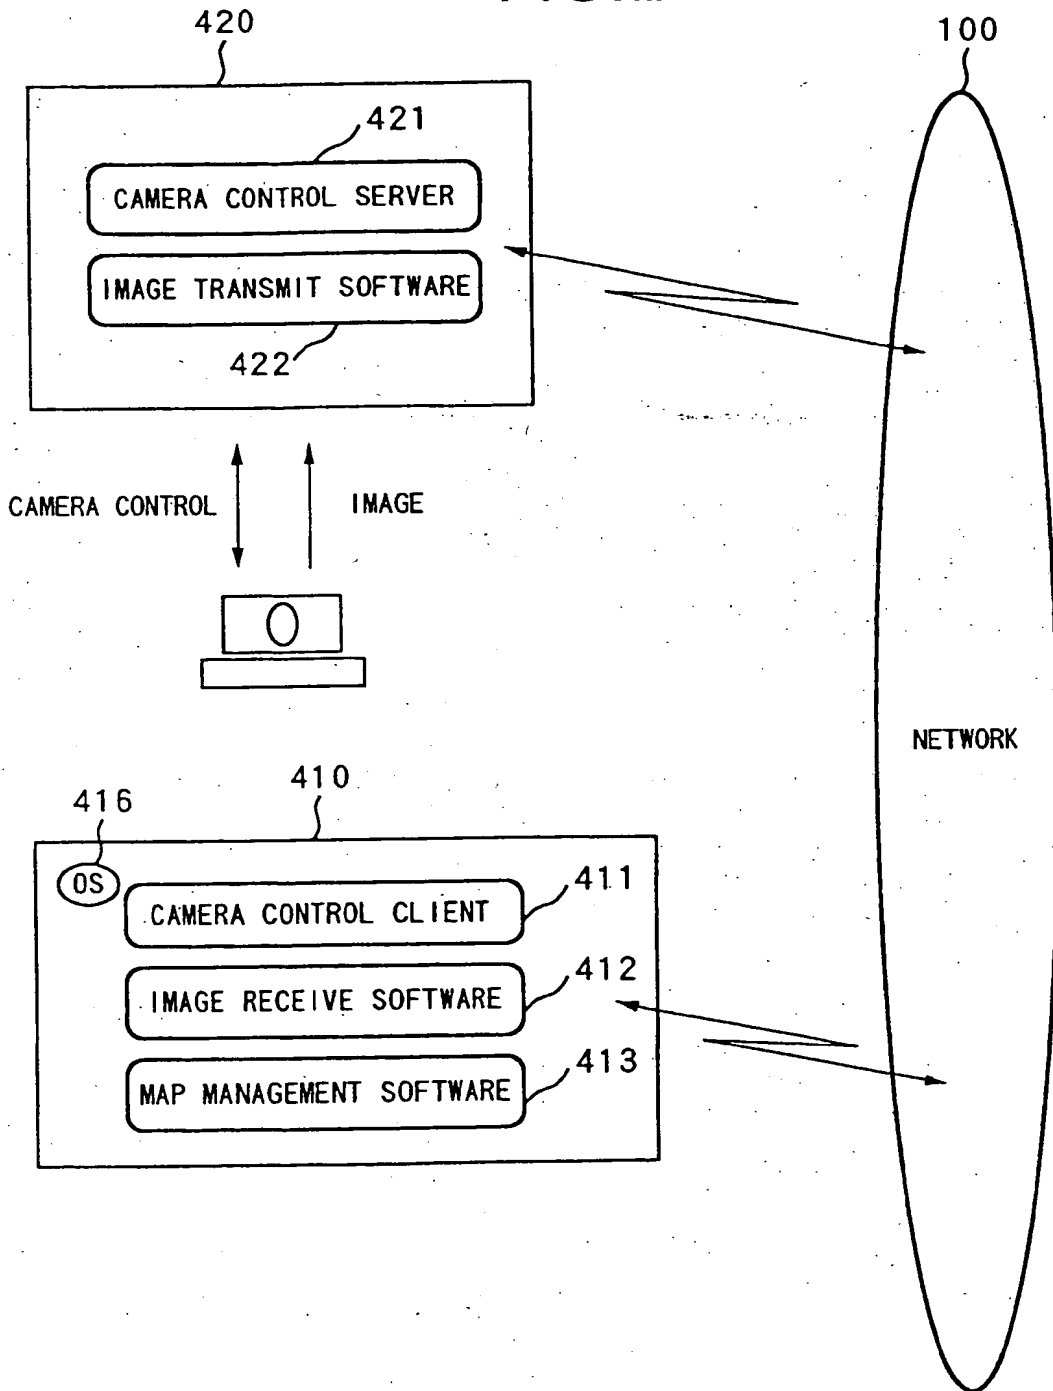 420
100
421
CAMERA CONTROL SERVER
IMAGE TRANSMIT SOFTWARE
422
CAMERA CONTROL
IMAGE
NETWORK
410
416
OS
411
CAMERA CONTROL CLIENT
412
IMAGE RECEIVE SOFTWARE
413
MAP MANAGEMENT SOFTWARE